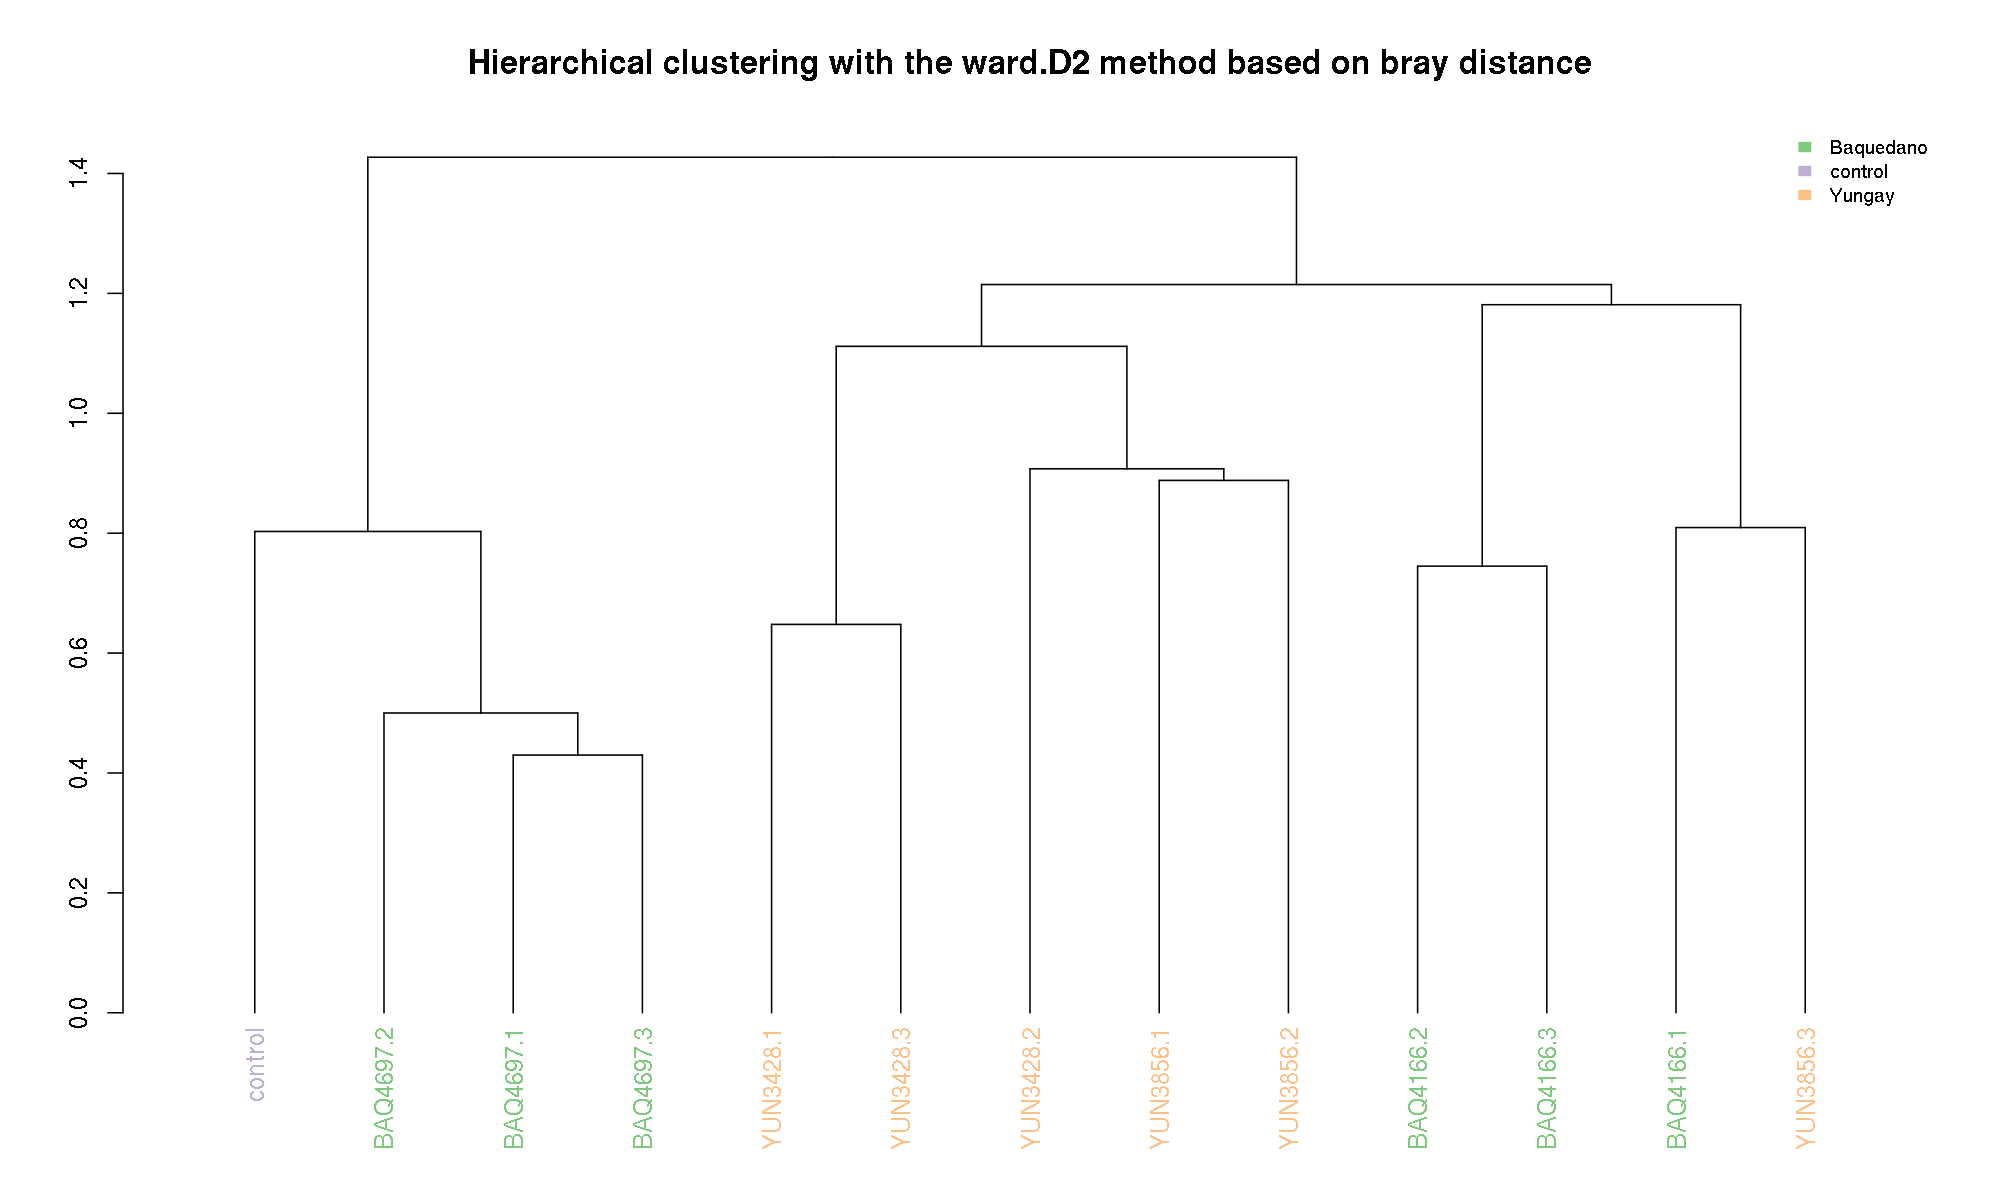 Hierarchical clustering with the ward.D2 method based on bray distance
Baquedano
control
Yungay
1.4
1.2
1.0
0.8
0.6
0.4
0.2
0.0
control
BAQ4697.2
BAQ4697.1
BAQ4697.3
YUN3428.1
YUN3428.3
YUN3428.2
YUN3856.1
YUN3856.2
BAQ4166.2
BAQ4166.3
BAQ4166.1
YUN3856.3